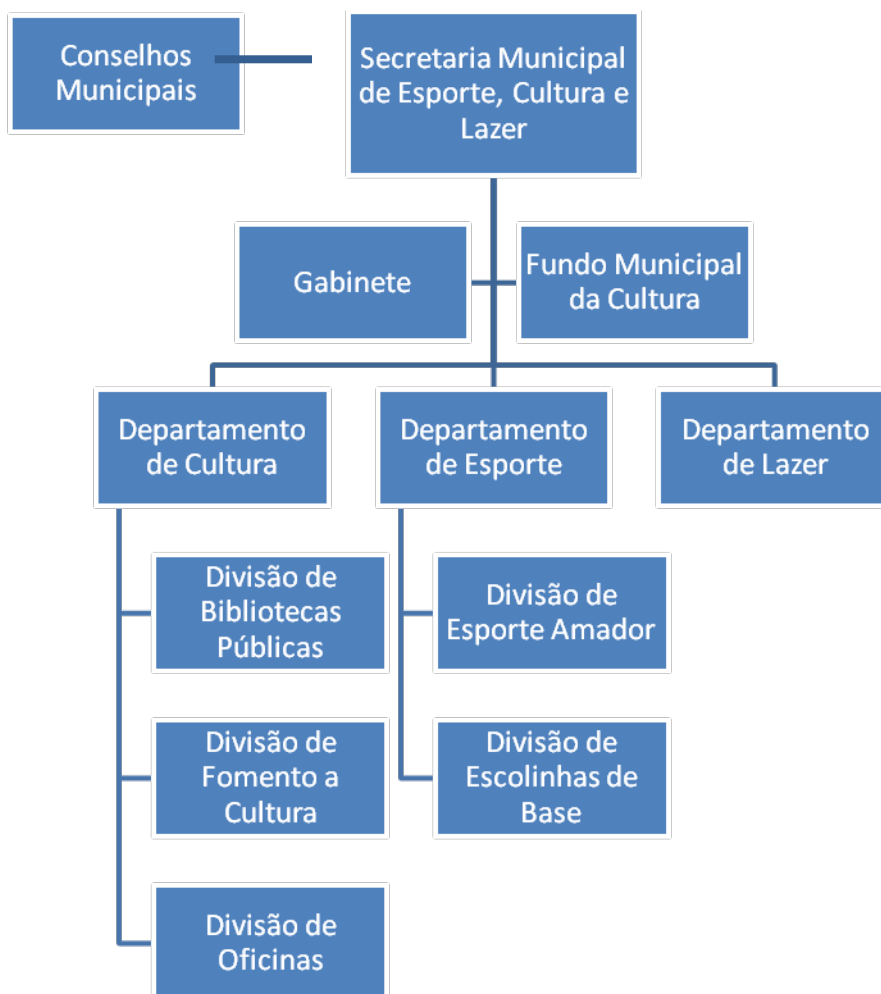 Conselhos
Municipais
Secretaria Municipal
de Esporte, Cultura e
Lazer
Gabinete
Fundo Municipal
da Cultura
Departamento
de Cultura
Departamento
de Esporte
Departamento
de Lazer
Divisão de
Bibliotecas
Públicas
Divisão de
Esporte Amador
Divisão de
Fomento a
Cultura
Divisão de
Escolinhas de
Base
Divisão de
Oficinas